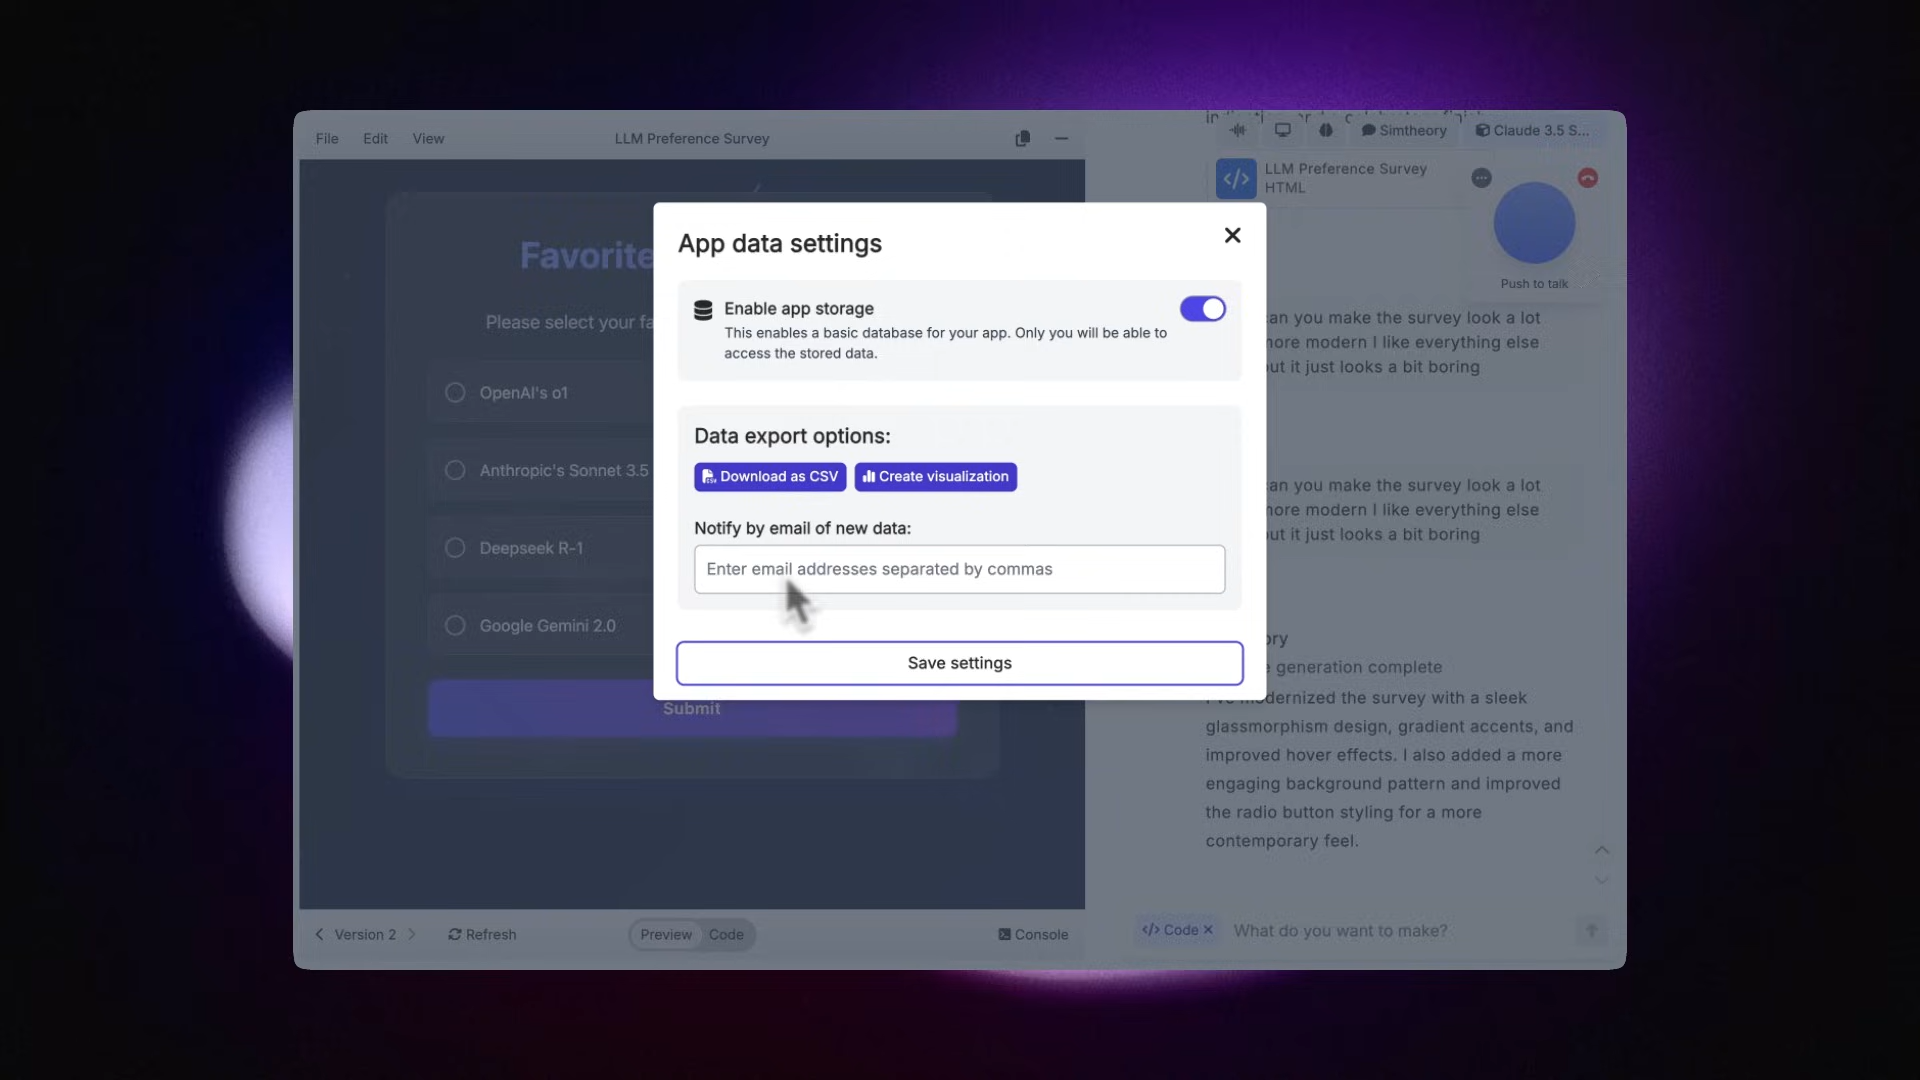 File Edit View
LLM Preference Survey
Simtheory
Claude 3.5 S...
LLM Preference Survey
HTML
Push to talk
Favorite
Please select your fa
OpenAI's o1
Anthropic's Sonnet 3.5
Deepseek R-1
Google Gemini 2.0
Submit
App data settings
Enable app storage
This enables a basic database for your app. Only you will be able to
access the stored data.
Data export options:
Download as CSV
Create visualization
Notify by email of new data:
Enter email addresses separated by commas
Save settings
an you make the survey look a lot
ore modern I like everything else
ut it just looks a bit boring
an you make the survey look a lot
ore modern I like everything else
ut it just looks a bit boring
ory
generation complete
I've modernized the survey with a sleek
glassmorphism design, gradient accents, and
improved hover effects. I also added a more
engaging background pattern and improved
the radio button styling for a more
contemporary feel.
Version 2
Refresh
Preview Code
Console
Code
What do you want to make?